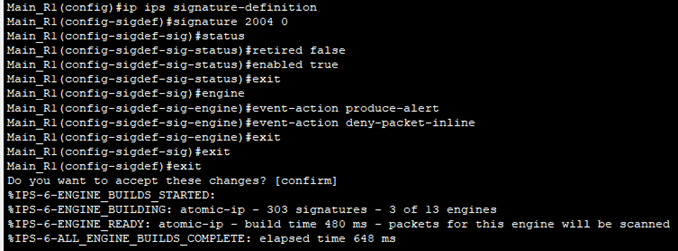 Main_R1(config)#ip ips signature-definition
Main_R1(config-sigdef)#signature 2004 0
Main_R1(config-sigdef-sig)#status
Main_R1(config-sigdef-sig-status)#retired false
Main_R1(config-sigdef-sig-status)#enabled true
Main_R1(config-sigdef-sig-status)#exit
Main_R1(config-sigdef-sig)#engine
Main_R1(config-sigdef-sig-engine)#event-action produce-alert
Main_R1(config-sigdef-sig-engine)#event-action deny-packet-inline
Main_R1(config-sigdef-sig-engine)#exit
Main_R1(config-sigdef-sig)#exit
Main_R1(config-sigdef)#exit
Do you want to accept these changes? [confirm]
%IPS-6-ENGINE_BUILDS_STARTED:
%IPS-6-ENGINE_BUILDING: atomic-ip - 303 signatures - 3 of 13 engines
%IPS-6-ENGINE_READY: atomic-ip - build time 480 ms - packets for this engine will be scanned
%IPS-6-ALL_ENGINE_BUILDS_COMPLETE: elapsed time 648 ms